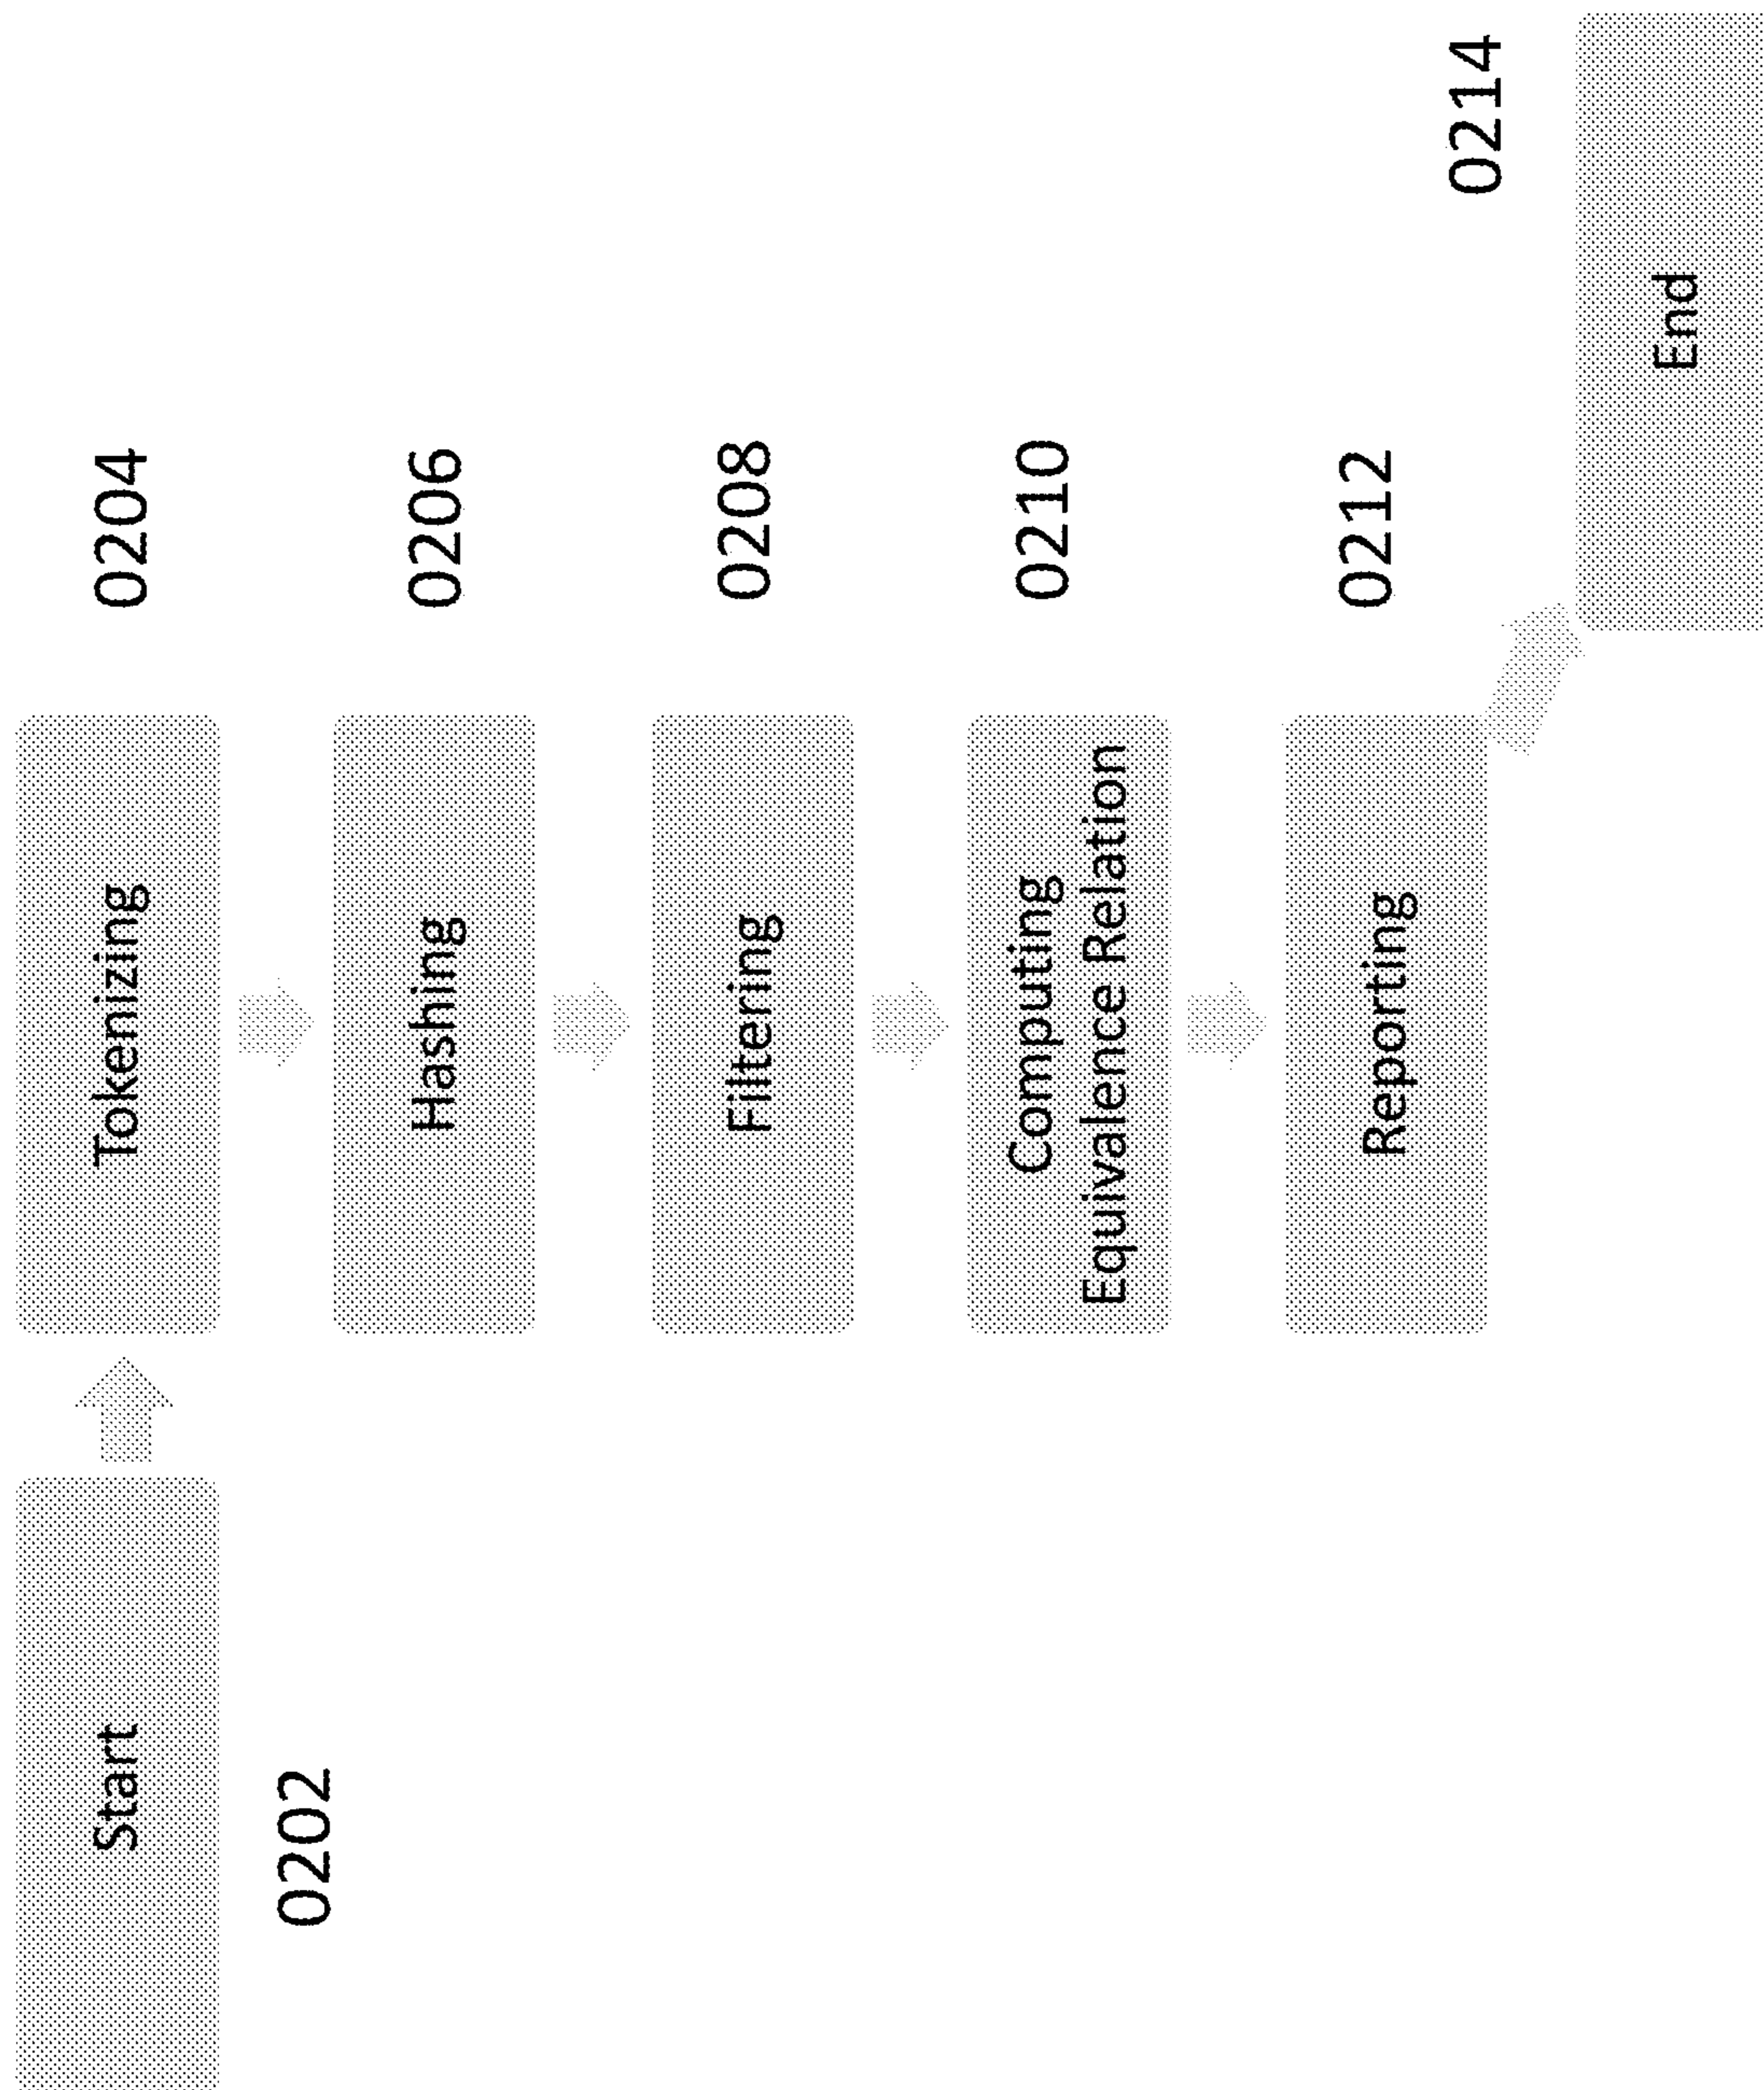 Start
0202
Tokenizing
0204
Hashing
0206
Filtering
0208
Computing
Equivalence Relation
0210
Reporting
0212
End
0214